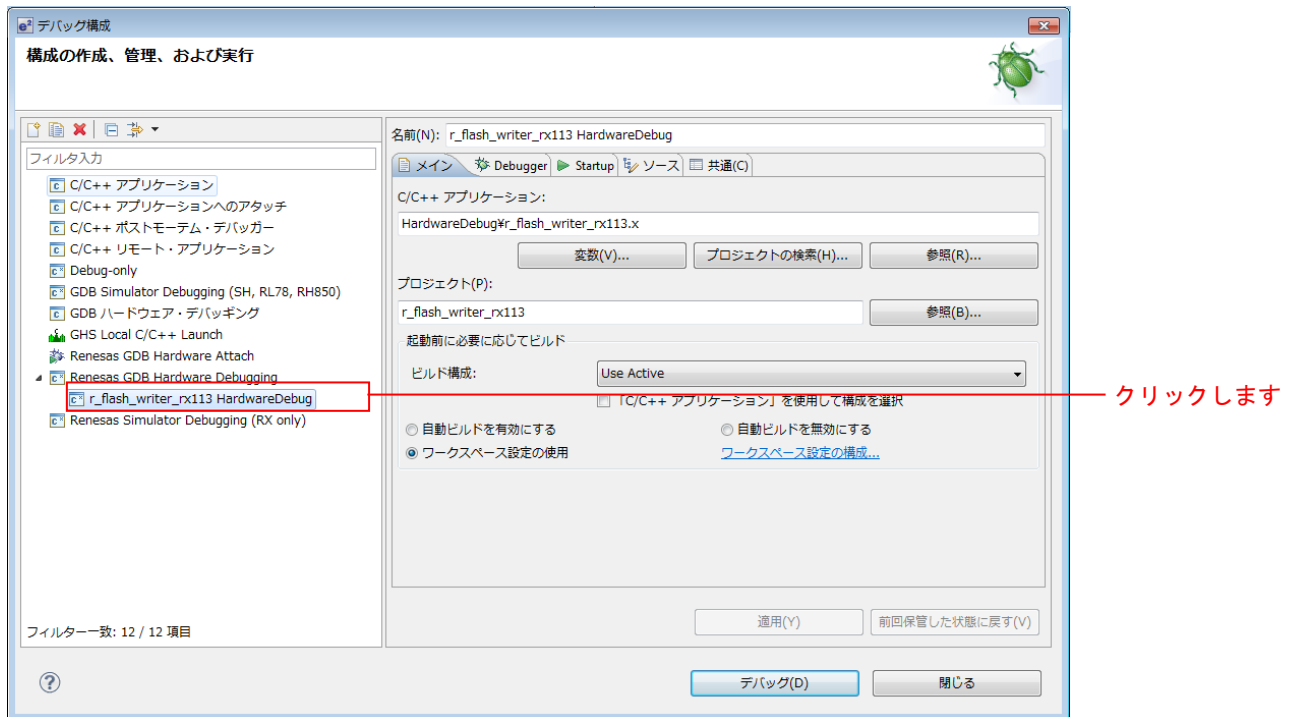 デバッグ構成
構成の作成、管理、および実行
フィルタ入力
C/C++ アプリケーション
C/C++ アプリケーションへのアタッチ
C/C++ ポストモーテム・デバッガー
C/C++ リモート・アプリケーション
Debug-only
GDB Simulator Debugging (SH, RL78, RH850)
GDB ハードウェア・デバッギング
GHS Local C/C++ Launch
Renesas GDB Hardware Attach
Renesas GDB Hardware Debugging
r_flash_writer_rx113 HardwareDebug
Renesas Simulator Debugging (RX only)
フィルター一致: 12 / 12 項目
名前(N): r_flash_writer_rx113 HardwareDebug
メイン Debugger Startup ソース 共通(C)
C/C++ アプリケーション:
HardwareDebug¥r_flash_writer_rx113.x
変数(V)... プロジェクトの検索(H)... 参照(R)...
プロジェクト(P):
r_flash_writer_rx113 参照(B)...
起動前に必要に応じてビルド
ビルド構成: Use Active
「C/C++ アプリケーション」を使用して構成を選択
自動ビルドを有効にする 自動ビルドを無効にする
ワークスペース設定の使用 ワークスペース設定の構成...
適用(Y) 前回保管した状態に戻す(V)
デバッグ(D) 閉じる
クリックします